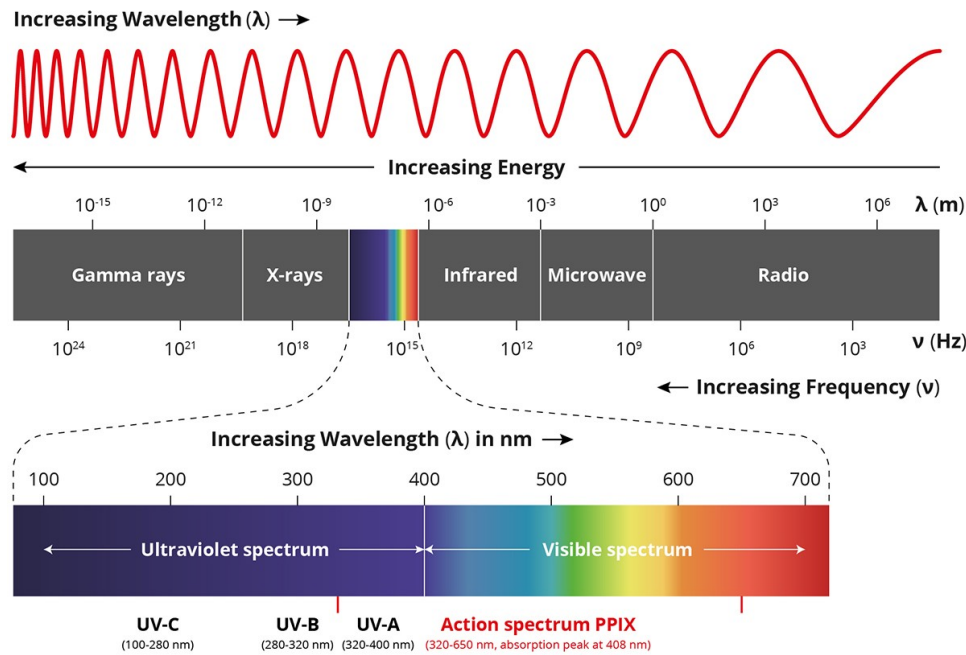 Increasing Wavelength (λ) →
Increasing Energy
10⁻¹⁵ 10⁻¹² 10⁻⁹ 10⁻⁶ 10⁻³ 10⁰ 10³ 10⁶ λ (m)
Gamma rays X-rays Infrared Microwave Radio
10²⁴ 10²¹ 10¹⁸ 10¹⁵ 10¹² 10⁹ 10⁶ 10³ ν (Hz)
← Increasing Frequency (ν)
Increasing Wavelength (λ) in nm →
100 200 300 400 500 600 700
Ultraviolet spectrum Visible spectrum
UV-C UV-B UV-A Action spectrum PPIX
(100-280 nm) (280-320 nm) (320-400 nm) (320-650 nm, absorption peak at 408 nm)